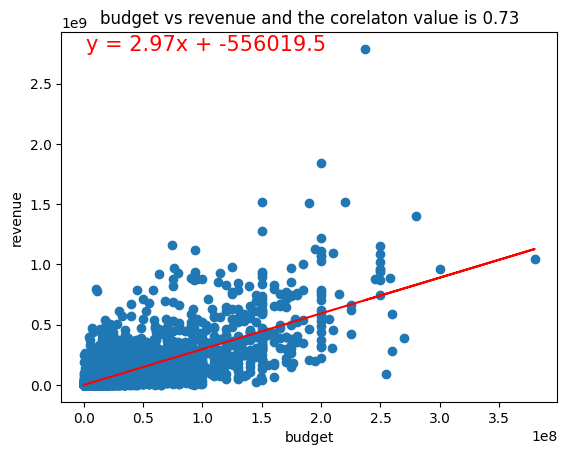 budget vs revenue and the corelaton value is 0.73
1e9
y = 2.97x + -556019.5
2.5
2.0
1.5
1.0
0.5
0.0
revenue
0.0 0.5 1.0 1.5 2.0 2.5 3.0 3.5
budget
1e8